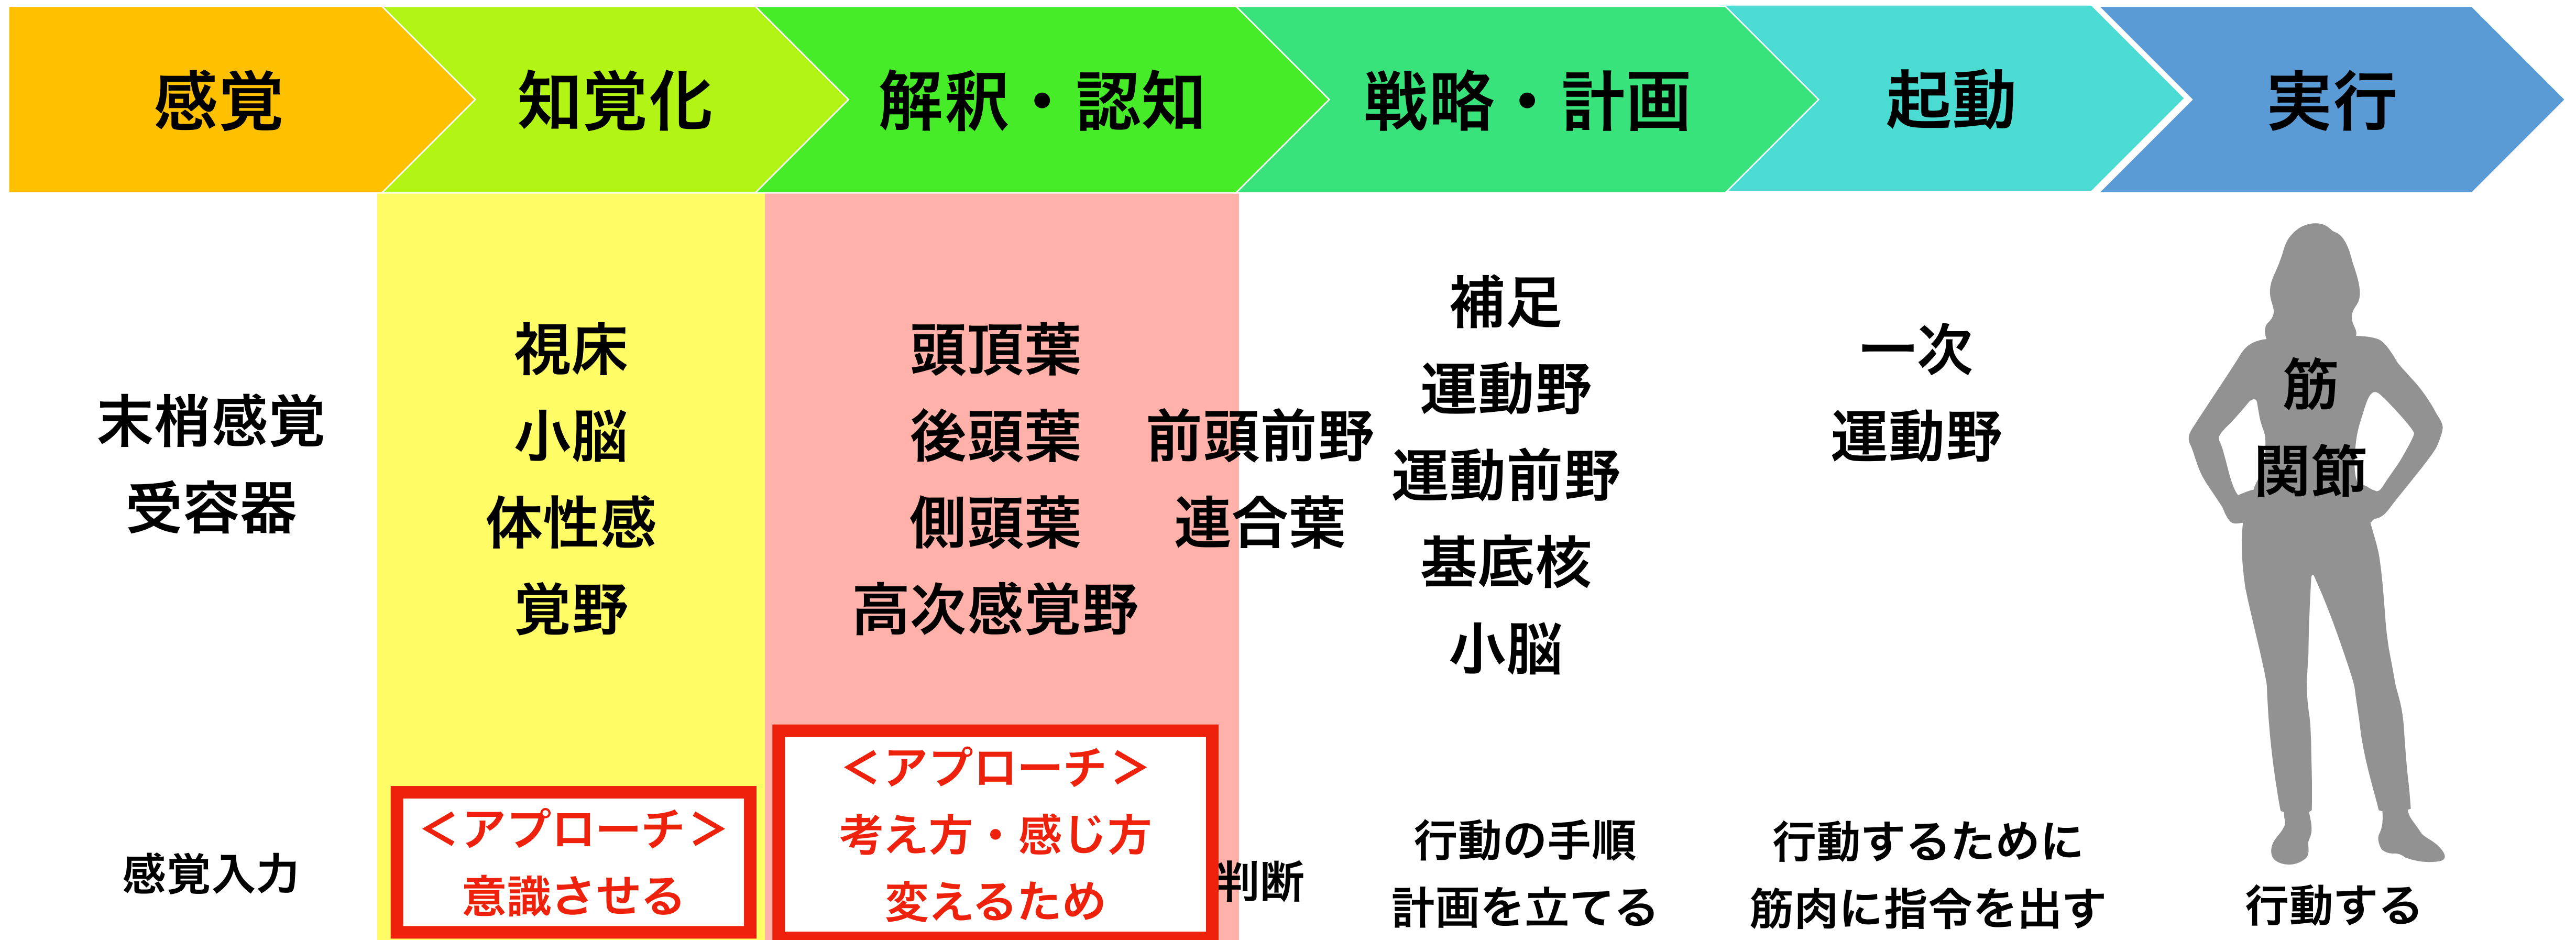 感覚
知覚化
解釈・認知
戦略・計画
起動
実行
末梢感覚
受容器
視床
小脳
体性感
覚野
頭頂葉
後頭葉
側頭葉
高次感覚野
前頭前野
連合葉
補足
運動野
運動前野
基底核
小脳
一次
運動野
筋
関節
感覚入力
＜アプローチ＞
意識させる
＜アプローチ＞
考え方・感じ方
変えるため
判断
行動の手順
計画を立てる
行動するために
筋肉に指令を出す
行動する